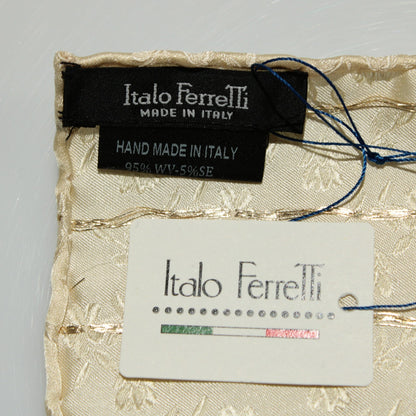 Italo Ferretti
MADE IN ITALY
HAND MADE IN ITALY
95% WV-5%SE
Italo Ferretti